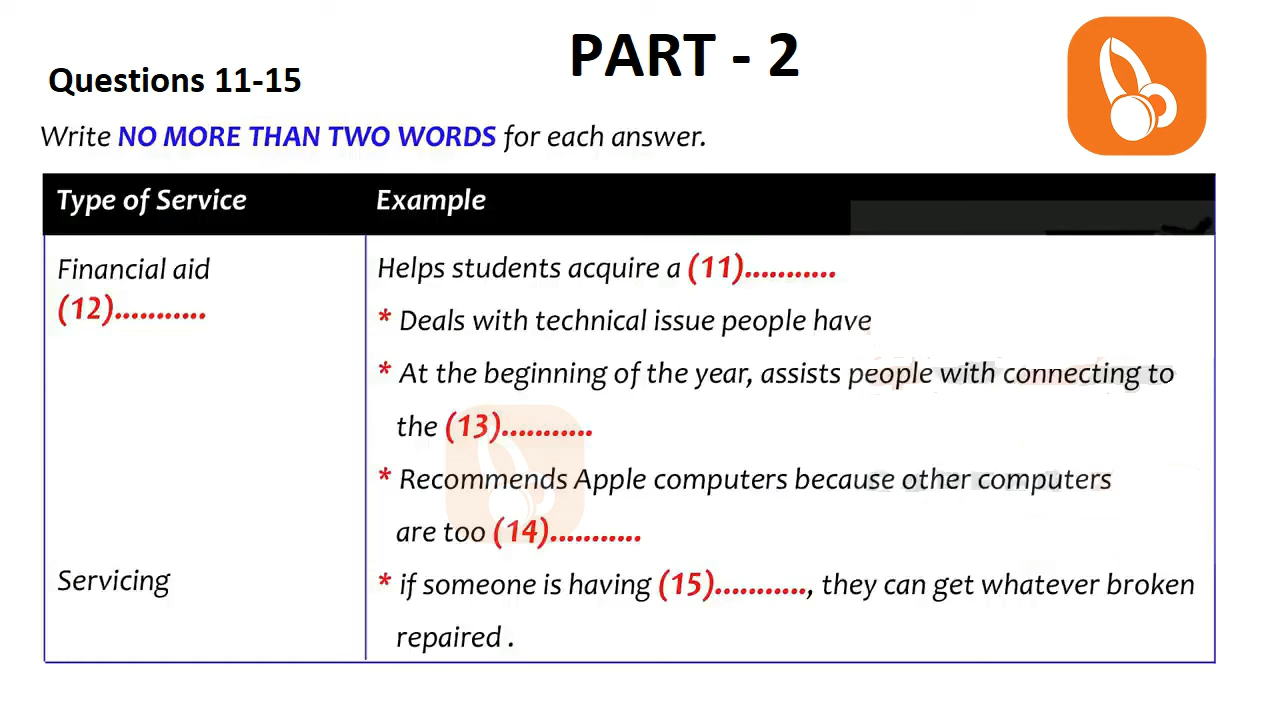 PART - 2
Questions 11-15
Write NO MORE THAN TWO WORDS for each answer.
Type of Service Example
Financial aid Helps students acquire a (11)...........
(12)...........
* Deals with technical issue people have
* At the beginning of the year, assists people with connecting to
the (13)...........
* Recommends Apple computers because other computers
are too (14)...........
Servicing * if someone is having (15)..........., they can get whatever broken
repaired .